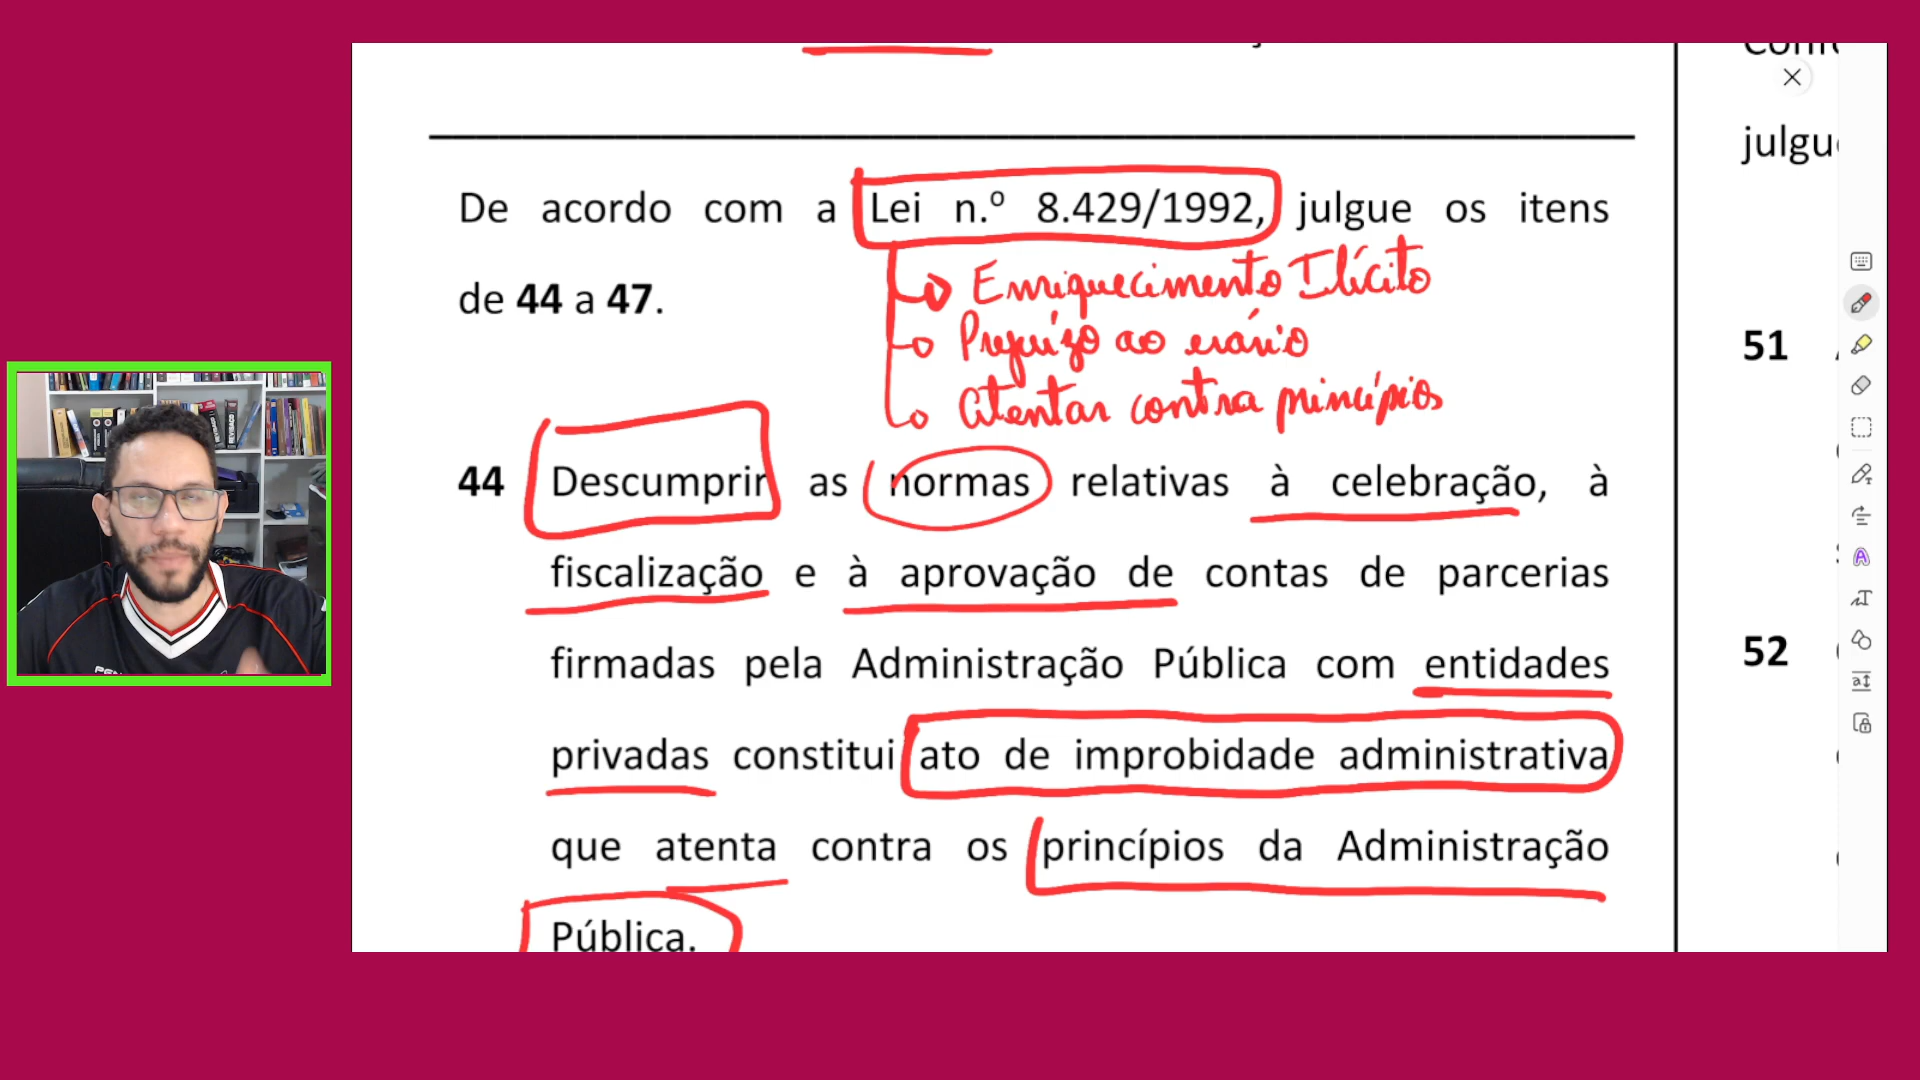 De acordo com a Lei n.º 8.429/1992, julgue os itens
de 44 a 47.
Enriquecimento Ilícito
Prejuízo ao erário
Atentar contra princípios
44 Descumprir as normas relativas à celebração, à
fiscalização e à aprovação de contas de parcerias
firmadas pela Administração Pública com entidades
privadas constitui ato de improbidade administrativa
que atenta contra os princípios da Administração
Pública.
julgu
51
52